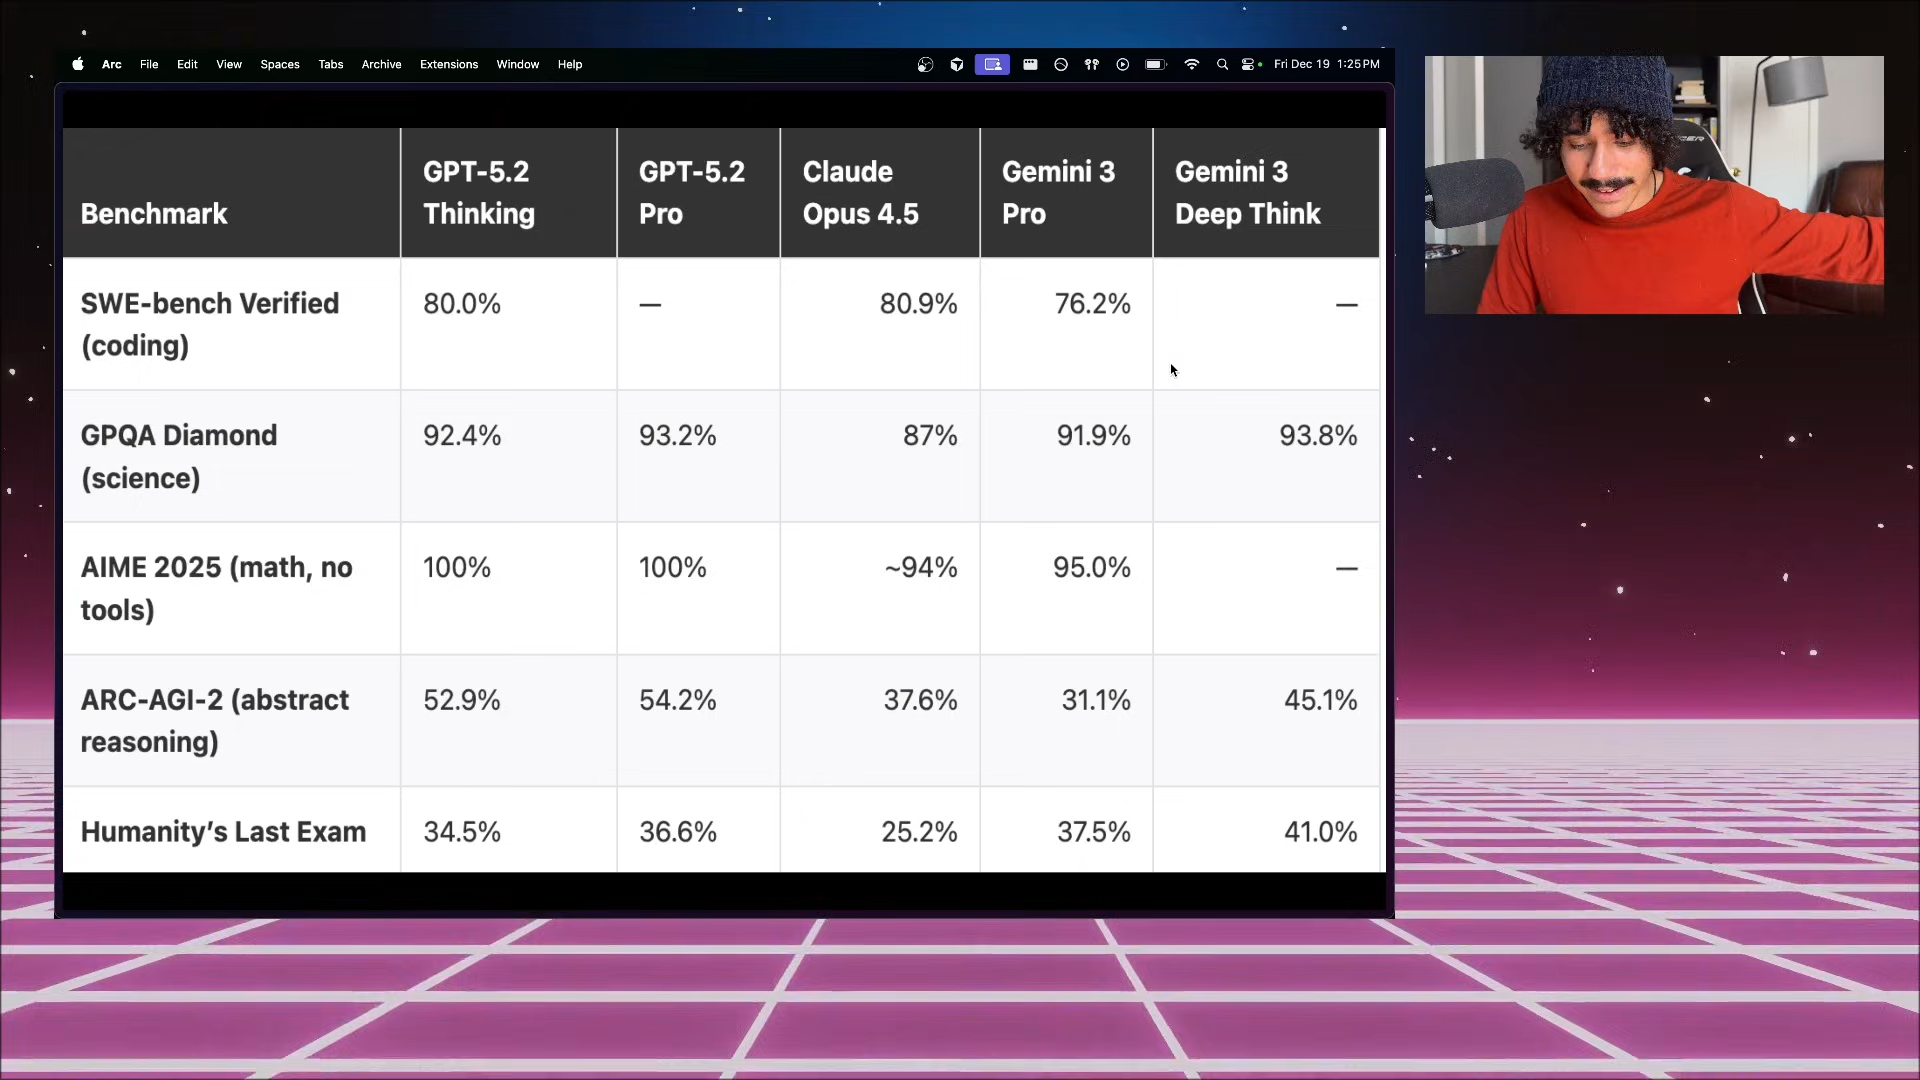 Arc File Edit View Spaces Tabs Archive Extensions Window Help Fri Dec 19 1:25 PM
Benchmark GPT-5.2 Thinking GPT-5.2 Pro Claude Opus 4.5 Gemini 3 Pro Gemini 3 Deep Think
SWE-bench Verified (coding) 80.0% — 80.9% 76.2% —
GPQA Diamond (science) 92.4% 93.2% 87% 91.9% 93.8%
AIME 2025 (math, no tools) 100% 100% ~94% 95.0% —
ARC-AGI-2 (abstract reasoning) 52.9% 54.2% 37.6% 31.1% 45.1%
Humanity’s Last Exam 34.5% 36.6% 25.2% 37.5% 41.0%